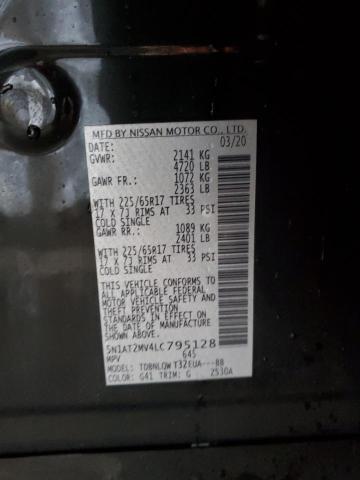 MFD BY NISSAN MOTOR CO., LTD.
DATE: 03/20
GVWR: 2141 KG
4720 LB
GAWR FR.: 1072 KG
2363 LB
WITH 225/65R17 TIRES
17 X 7J RIMS AT 33 PSI
COLD SINGLE
GAWR RR.: 1089 KG
2401 LB
WITH 225/65R17 TIRES
17 X 7J RIMS AT 33 PSI
COLD SINGLE
THIS VEHICLE CONFORMS
TO ALL APPLICABLE FEDERAL
MOTOR VEHICLE SAFETY AND
THEFT PREVENTION
STANDARDS IN EFFECT ON
THE DATE OF MANUFACTURE
SHOWN ABOVE.
5N1AT2MV4LC795128
MPV 645
MODEL: TDBNLQW T32EUA---BB
COLOR: G41 TRIM: G 2530A